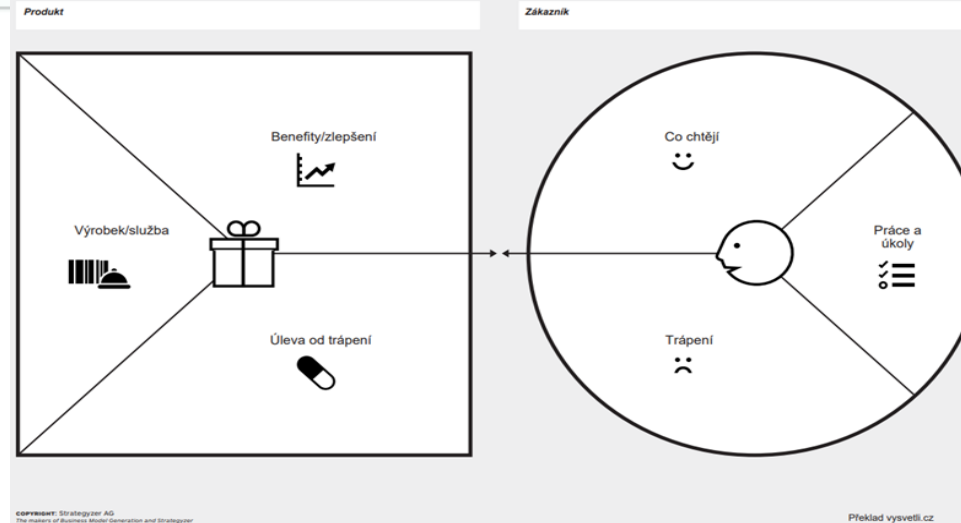 Produkt
Zákazník
Benefity/zlepšení
Výrobek/služba
Úleva od trápení
Co chtějí
Práce a
úkoly
Trápení
COPYRIGHT: Strategyzer AG
The makers of Business Model Generation and Strategyzer
Překlad vysvetli.cz